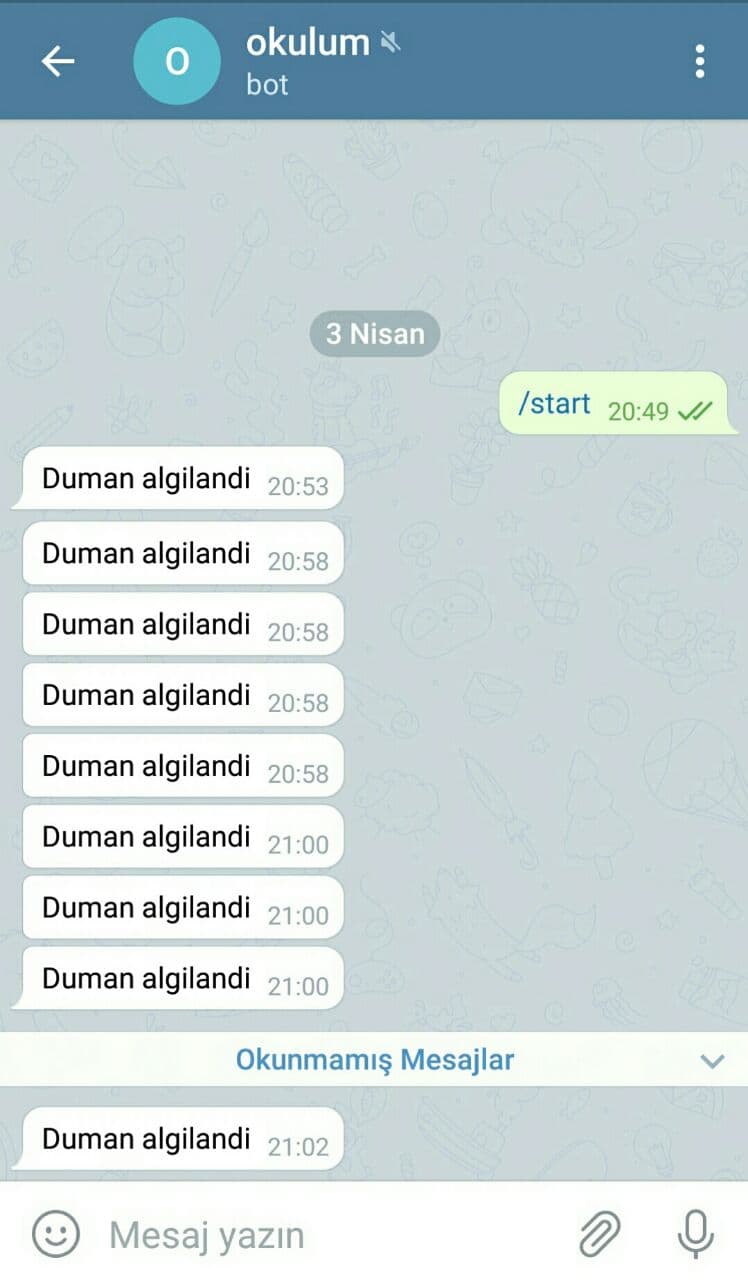 O
okulum
bot
3 Nisan
/start 20:49
Duman algilandi 20:53
Duman algilandi 20:58
Duman algilandi 20:58
Duman algilandi 20:58
Duman algilandi 20:58
Duman algilandi 21:00
Duman algilandi 21:00
Duman algilandi 21:00
Okunmamış Mesajlar
Duman algilandi 21:02
Mesaj yazın